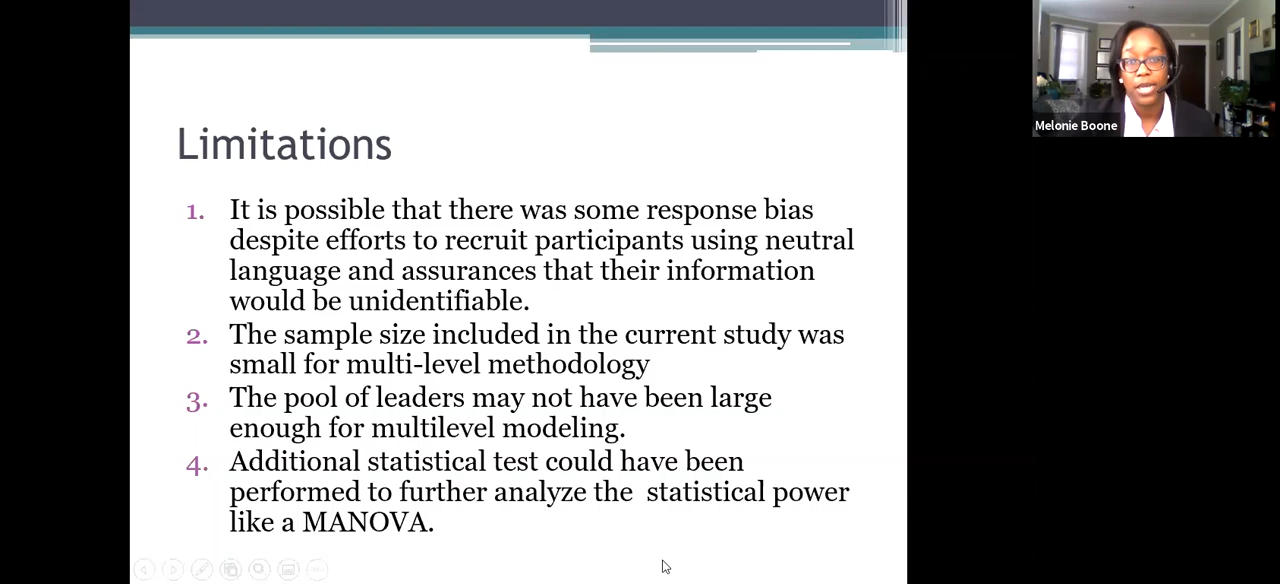 Limitations
1. It is possible that there was some response bias
despite efforts to recruit participants using neutral
language and assurances that their information
would be unidentifiable.
2. The sample size included in the current study was
small for multi-level methodology
3. The pool of leaders may not have been large
enough for multilevel modeling.
4. Additional statistical test could have been
performed to further analyze the  statistical power
like a MANOVA.
Melonie Boone